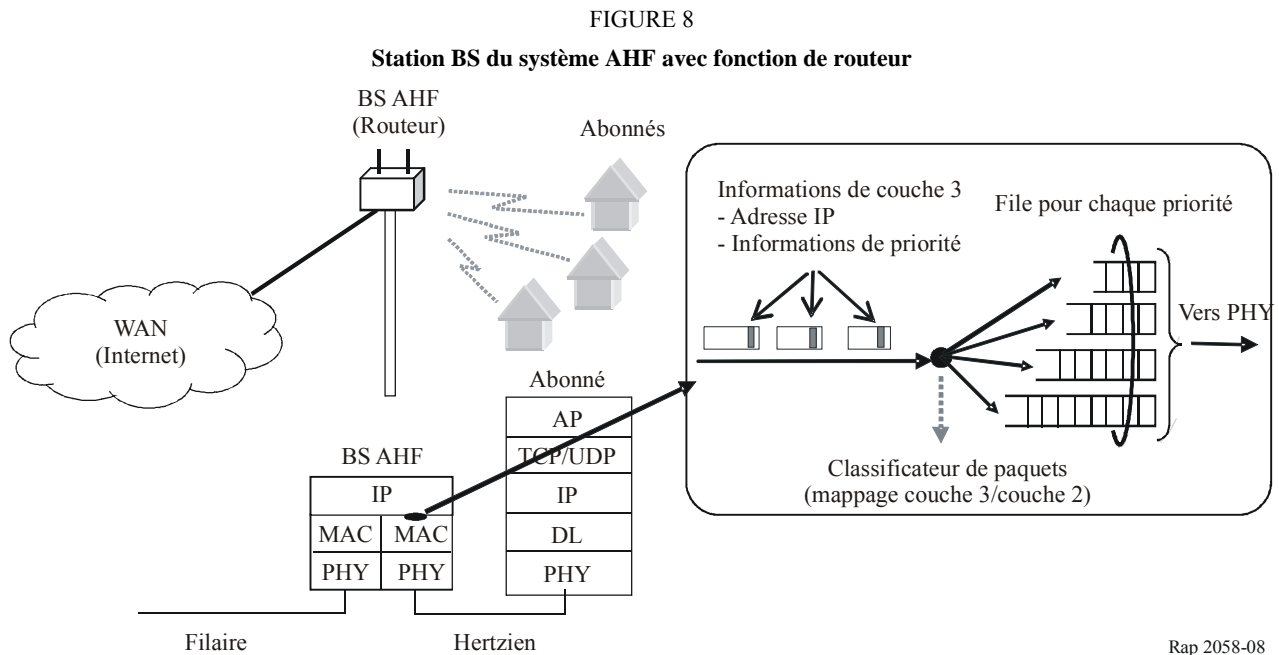 FIGURE 8
Station BS du système AHF avec fonction de routeur
BS AHF
(Routeur)
Abonnés
WAN
(Internet)
Informations de couche 3
- Adresse IP
- Informations de priorité
File pour chaque priorité
Vers PHY
Classificateur de paquets
(mappage couche 3/couche 2)
Abonné
AP
TCP/UDP
IP
DL
PHY
BS AHF
IP
MAC MAC
PHY PHY
Filaire
Hertzien
Rap 2058-08